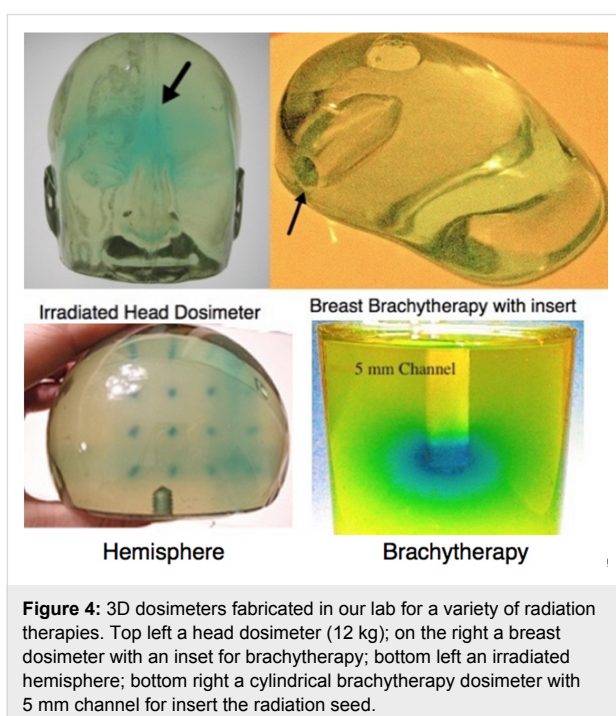 Irradiated Head Dosimeter
Breast Brachytherapy with insert
5 mm Channel
Hemisphere
Brachytherapy
!
Figure 4: 3D dosimeters fabricated in our lab for a variety of radiation
therapies. Top left a head dosimeter (12 kg); on the right a breast
dosimeter with an inset for brachytherapy; bottom left an irradiated
hemisphere; bottom right a cylindrical brachytherapy dosimeter with
5 mm channel for insert the radiation seed.